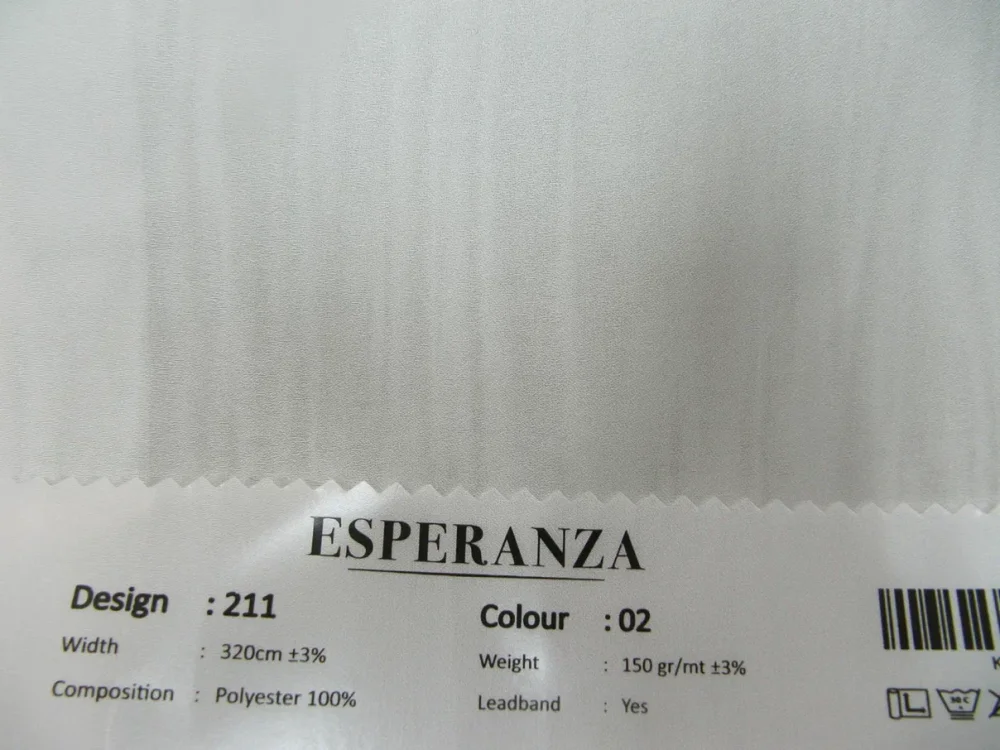 ESPERANZA
Design : 211
Colour : 02
Width : 320cm ±3%
Weight : 150 gr/mt ±3%
Composition : Polyester 100%
Leadband : Yes
K
L